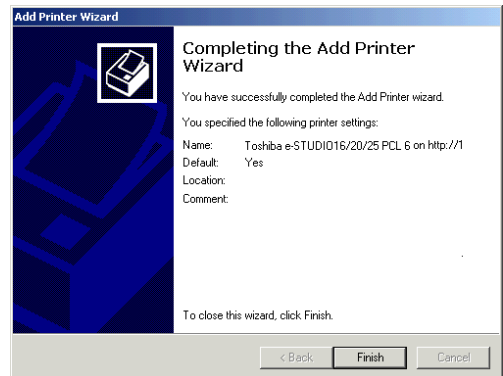 Add Printer Wizard
Completing the Add Printer
Wizard
You have successfully completed the Add Printer wizard.
You specified the following printer settings:
Name: Toshiba e-STUDIO16/20/25 PCL 6 on http://1
Default: Yes
Location:
Comment:
To close this wizard, click Finish.
< Back Finish Cancel